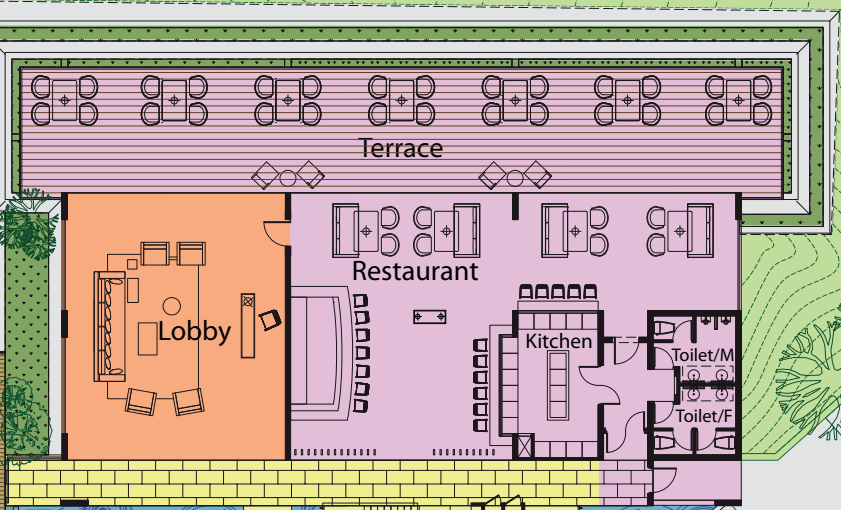 Terrace
Restaurant
Lobby
Kitchen
Toilet/M
Toilet/F